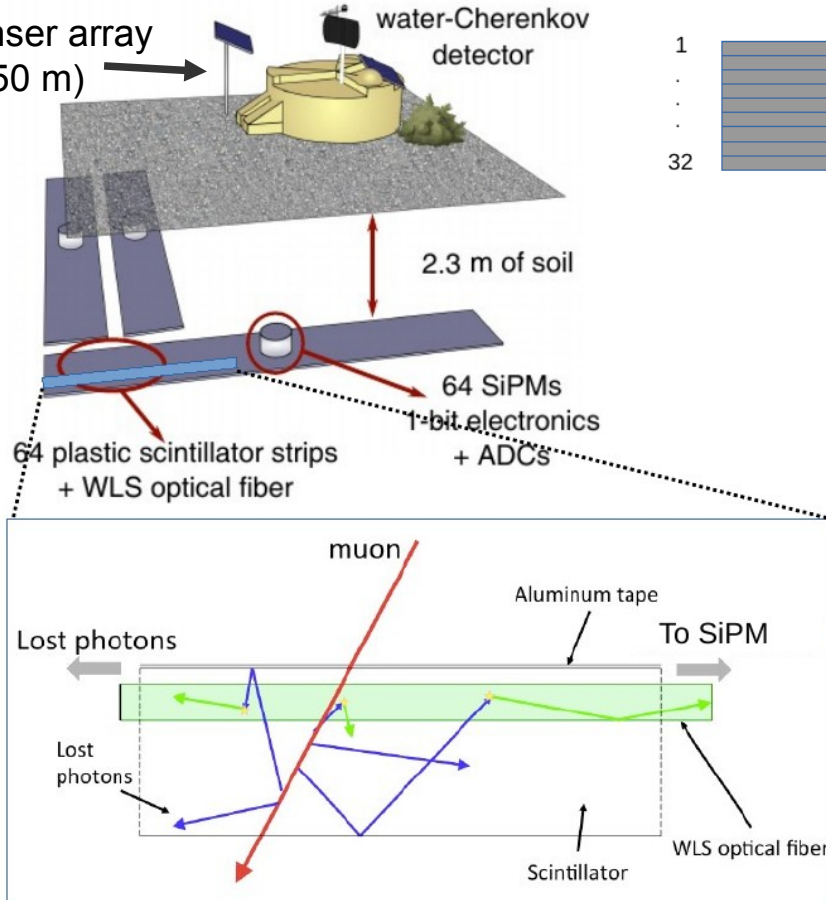 nser array
50 m)
water-Cherenkov
detector
1
.
.
.
32
2.3 m of soil
64 SiPMs
1-bit electronics
+ ADCs
64 plastic scintillator strips
+ WLS optical fiber
muon
Aluminum tape
Lost photons
To SiPM
Lost
photons
WLS optical fiber
Scintillator